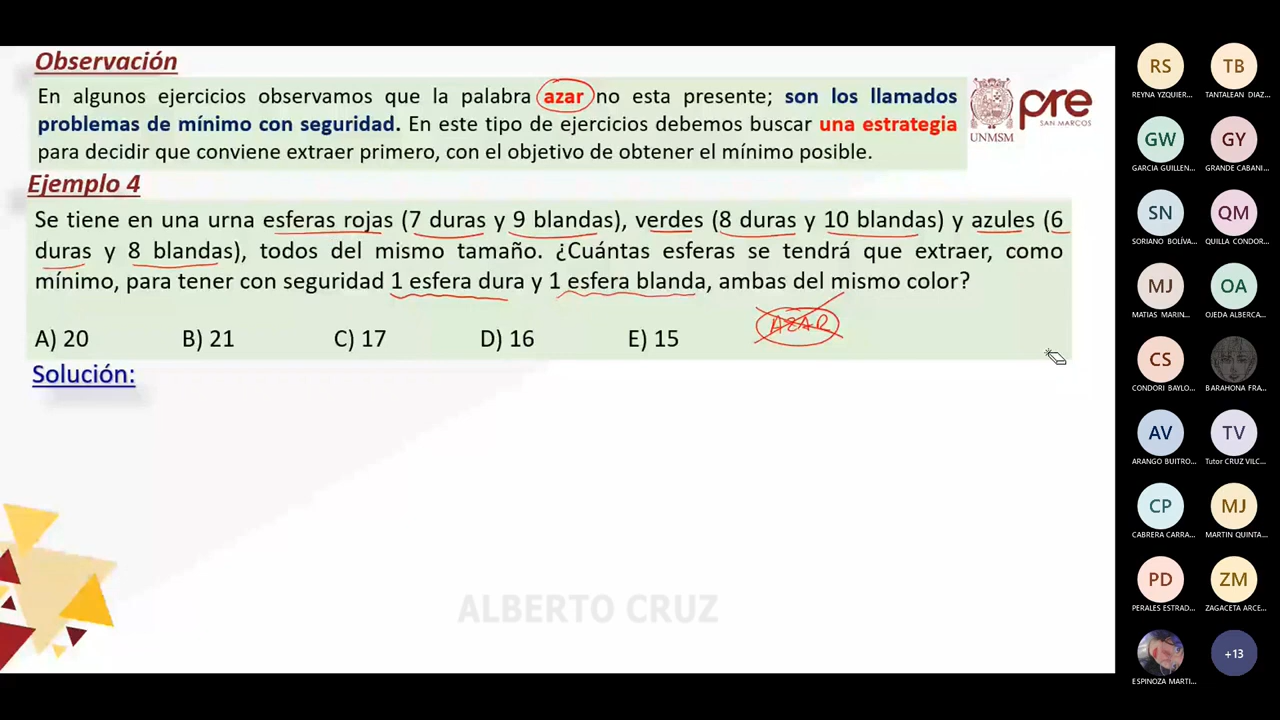 Observación
En algunos ejercicios observamos que la palabra azar no esta presente; son los llamados
problemas de mínimo con seguridad. En este tipo de ejercicios debemos buscar una estrategia
para decidir que conviene extraer primero, con el objetivo de obtener el mínimo posible.
UNMSM
pre
SAN MARCOS
Ejemplo 4
Se tiene en una urna esferas rojas (7 duras y 9 blandas), verdes (8 duras y 10 blandas) y azules (6
duras y 8 blandas), todos del mismo tamaño. ¿Cuántas esferas se tendrá que extraer, como
mínimo, para tener con seguridad 1 esfera dura y 1 esfera blanda, ambas del mismo color?
AZAR
A) 20 B) 21 C) 17 D) 16 E) 15
Solución:
ALBERTO CRUZ
RS TB
REYNA YZQUIER... TANTALEAN DIAZ...
GW GY
GARCIA GUILLEN... GRANDE CABANI...
SN QM
SORIANO BOLÍVA... QUILLA CONDOR...
MJ OA
MATIAS MARIN... OJEDA ALBERCA...
CS
CONDORI BAYLO... BARAHONA FRA...
AV TV
ARANGO BUITRO... Tutor CRUZ VILC...
CP MJ
CABRERA CARRA... MARTIN QUINTA...
PD ZM
PERALES ESTRAD... ZAGACETA ARCE...
+13
ESPINOZA MARTI...